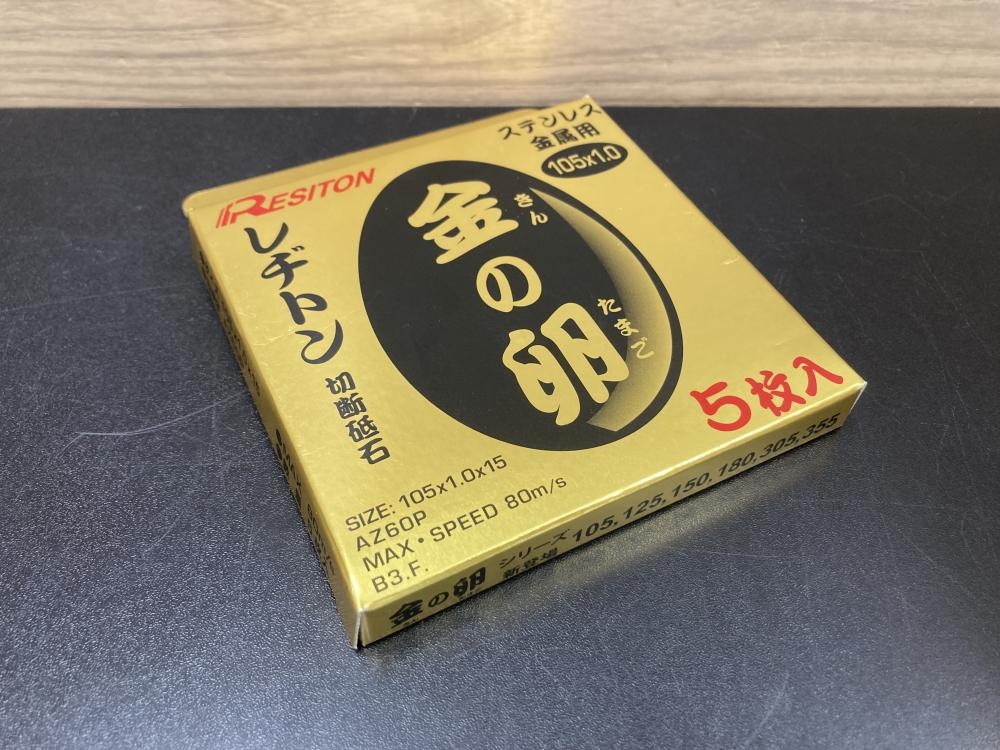 RESITON
レヂトン
切断砥石
ステンレス
金属用
105x1.0
金の卵
きん
たまご
5枚入
SIZE: 105x1.0x15
AZ60P
MAX・SPEED 80m/s
B3.F.
金の卵 シリーズ 新登場 105,125,150,180,305,355